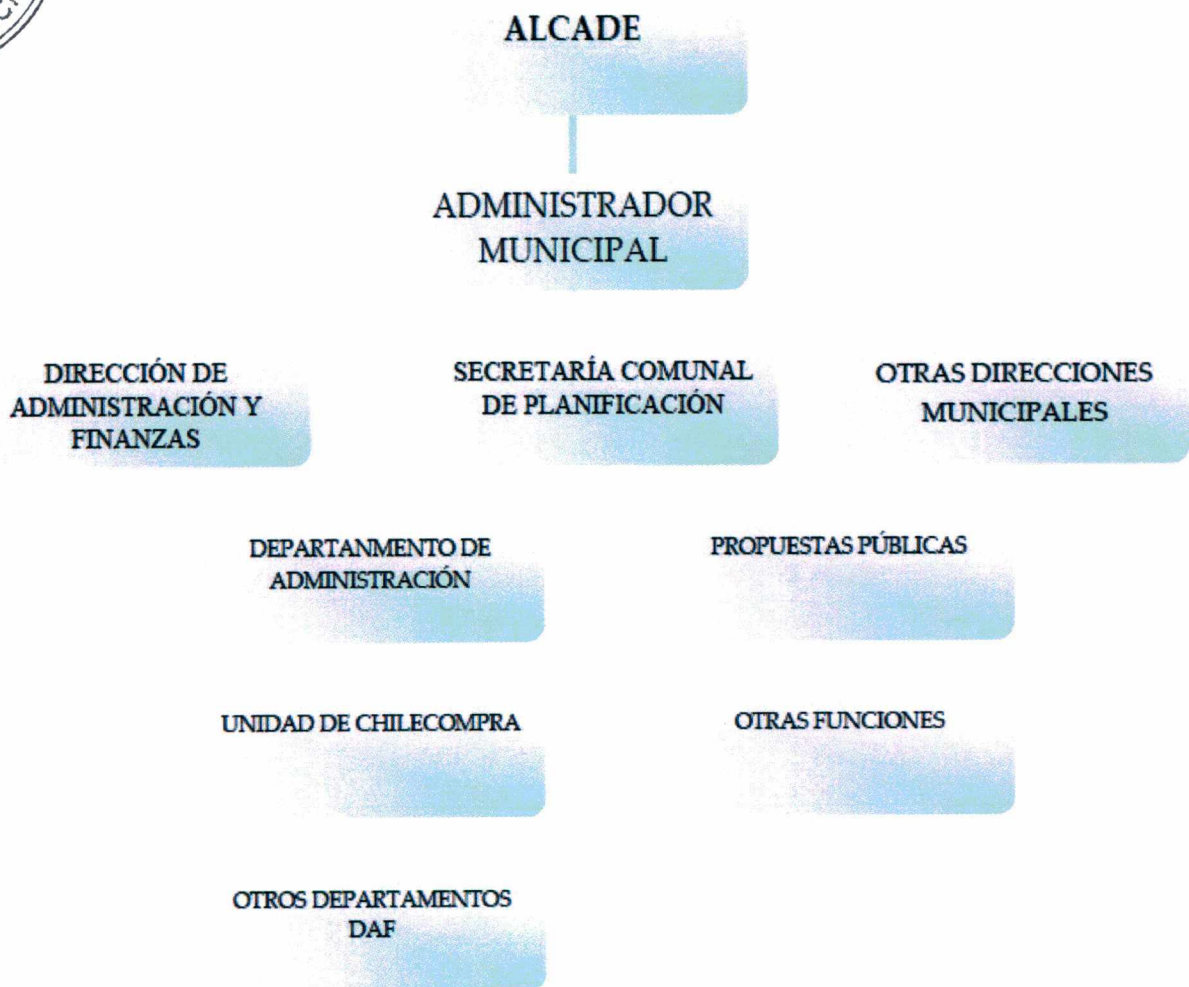 ALCADE
ADMINISTRADOR
MUNICIPAL
DIRECCIÓN DE
ADMINISTRACIÓN Y
FINANZAS
SECRETARÍA COMUNAL
DE PLANIFICACIÓN
OTRAS DIRECCIONES
MUNICIPALES
DEPARTANMENTO DE
ADMINISTRACIÓN
PROPUESTAS PÚBLICAS
UNIDAD DE CHILECOMPRA
OTRAS FUNCIONES
OTROS DEPARTAMENTOS
DAF